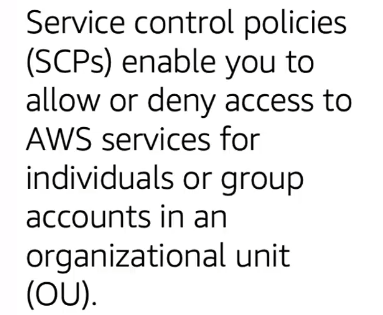 Service control policies
(SCPs) enable you to
allow or deny access to
AWS services for
individuals or group
accounts in an
organizational unit
(OU).